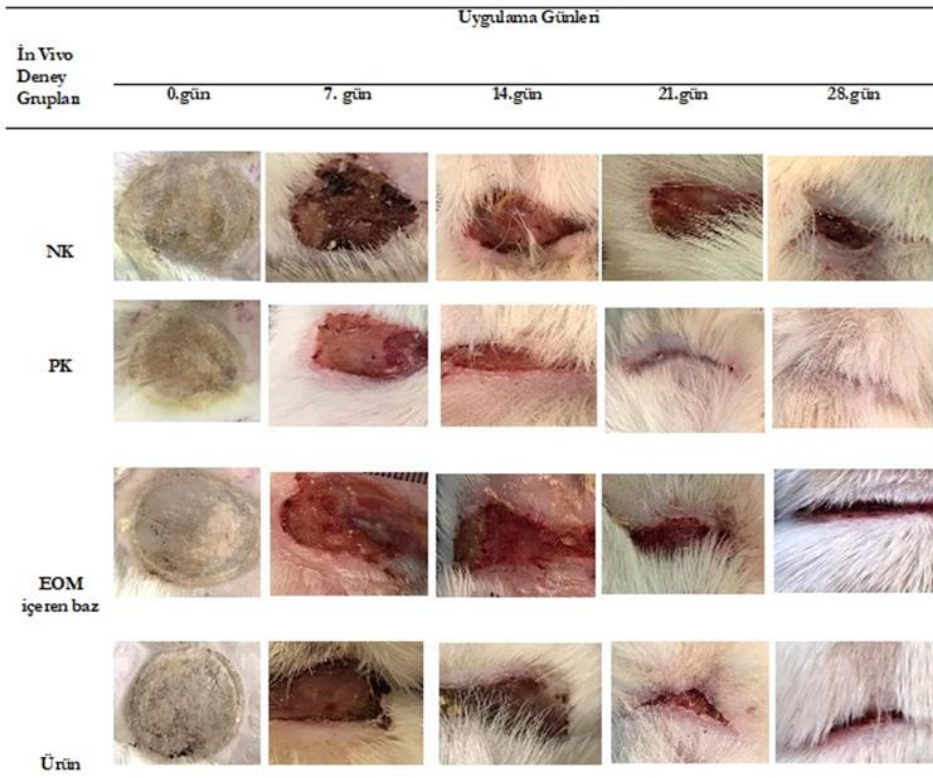 Uygulama Günleri
İn Vivo
Deney
Grupları
0.gün 7. gün 14.gün 21.gün 28.gün
NK
PK
EOM
içeren baz
Ürün